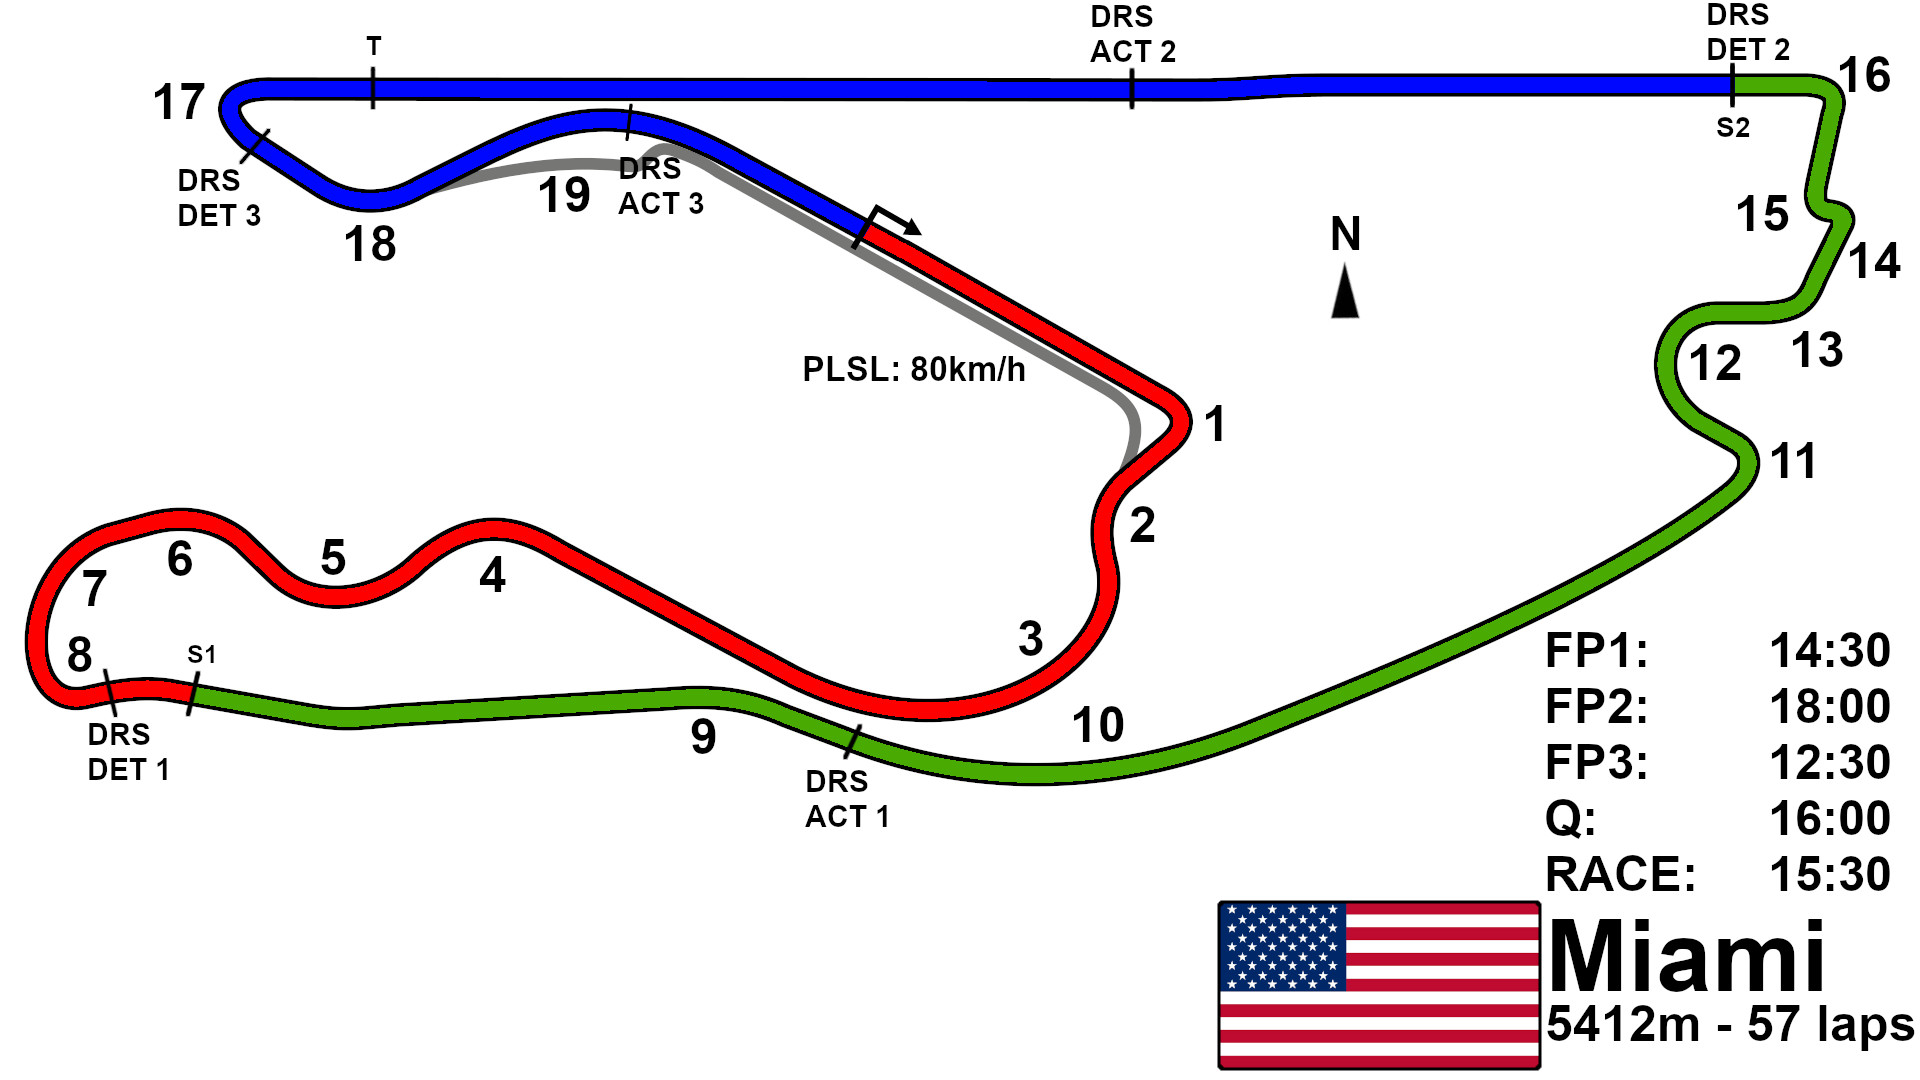 DRS
ACT 2
DRS
DET 2
T
16
17
S2
DRS
DET 3
DRS
ACT 3
19
18
15
N
14
13
12
PLSL: 80km/h
1
11
2
5
6
4
7
3
8
S1
10
9
DRS
DET 1
DRS
ACT 1
FP1: 14:30
FP2: 18:00
FP3: 12:30
Q: 16:00
RACE: 15:30
Miami
5412m - 57 laps